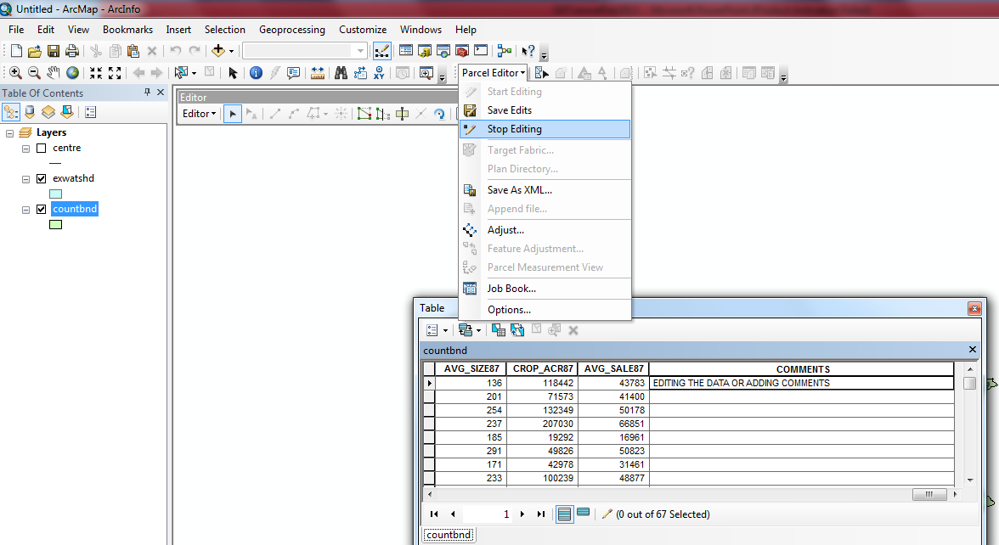 Untitled - ArcMap - ArcInfo
File Edit View Bookmarks Insert Selection Geoprocessing Customize Windows Help
Parcel Editor
Table Of Contents
Layers
centre
exwatshd
countbnd
Editor
Editor
Start Editing
Save Edits
Stop Editing
Target Fabric...
Plan Directory...
Save As XML...
Append file...
Adjust...
Feature Adjustment...
Parcel Measurement View
Job Book...
Options...
Table
countbnd
AVG_SIZE87 CROP_ACR87 AVG_SALE87 COMMENTS
136 118442 43783 EDITING THE DATA OR ADDING COMMENTS
201 71573 41400
254 132349 50178
237 207030 66851
185 19292 16961
291 49826 50823
171 42978 31461
233 100239 48877
1 (0 out of 67 Selected)
countbnd